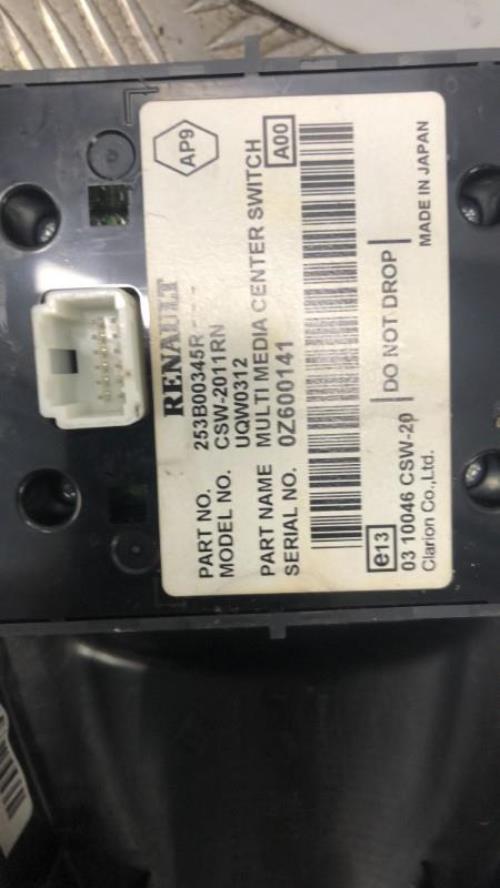 RENAULT
AP9
PART NO. 253B00345R----
MODEL NO. CSW-2011RN
UQW0312
PART NAME MULTI MEDIA CENTER SWITCH
SERIAL NO. 0Z600141
A00
e13
DO NOT DROP
03 10046 CSW-20
Clarion Co.,Ltd.
MADE IN JAPAN